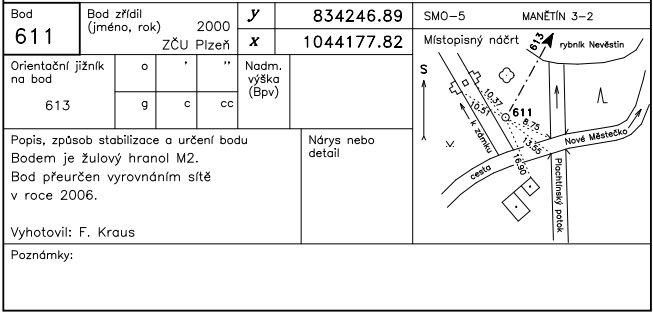 Bod
611
Bod zřídil
(jméno, rok) 2000
ZČU Plzeň
y 834246.89
x 1044177.82
SMO-5 MANĚTÍN 3-2
Orientační jižník
na bod
613
o ' "
g c cc
Nadm.
výška
(Bpv)
Místopisný náčrt
613
rybník Nevěstin
S
10.37
10.51
611
8.75
13.55
16.90
k zámku
Nové Městečko
cesta
Plachtínský potok
Popis, způsob stabilizace a určení bodu
Bodem je žulový hranol M2.
Bod přeurčen vyrovnáním sítě
v roce 2006.
Vyhotovil: F. Kraus
Nárys nebo
detail
Poznámky: